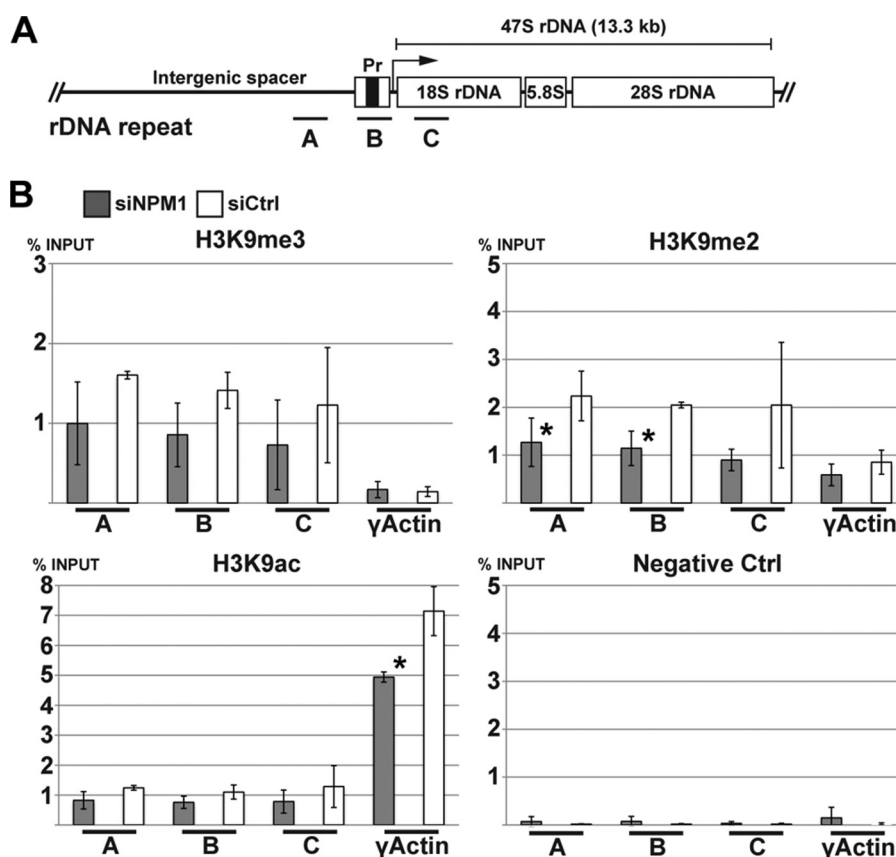 A
47S rDNA (13.3 kb)
Pr
Intergenic spacer
18S rDNA 5.8S 28S rDNA
rDNA repeat
A B C
B
siNPM1 siCtrl
% INPUT H3K9me3
3
2
1
A B C γActin
% INPUT H3K9me2
5
4
3
2
1
* *
A B C γActin
% INPUT H3K9ac
8
7
6
5
4
3
2
1
*
A B C γActin
% INPUT Negative Ctrl
5
4
3
2
1
A B C γActin